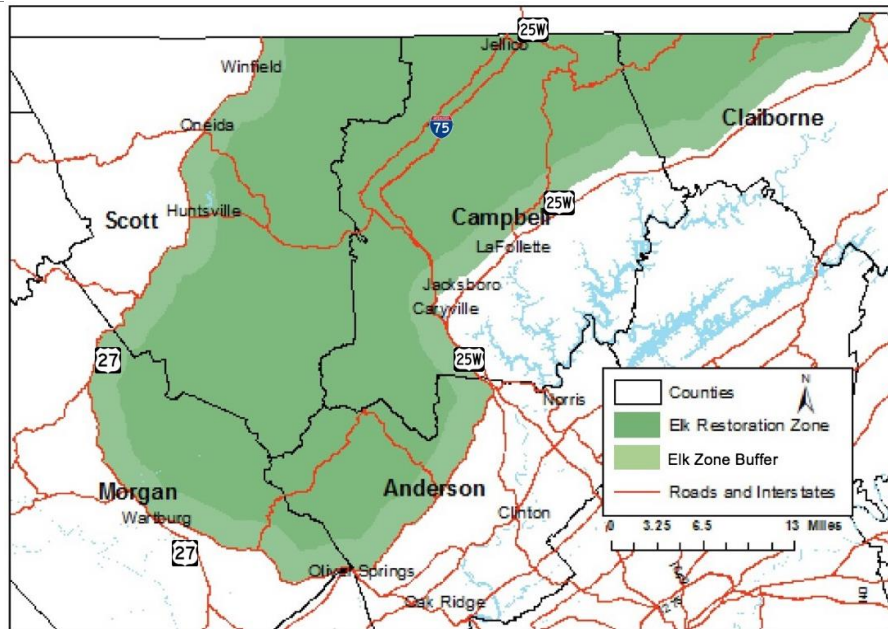 25W
Jellico
Winfield
75
Claiborne
Oneida
Huntsville
Scott
25W
Campbell
LaFollette
Jacksboro
Caryville
27
25W
Norris
N
Counties
Elk Restoration Zone
Elk Zone Buffer
Roads and Interstates
Morgan
Anderson
Wartburg
Clinton
0 3.25 6.5 13 Miles
27
Oliver Springs
Oak Ridge